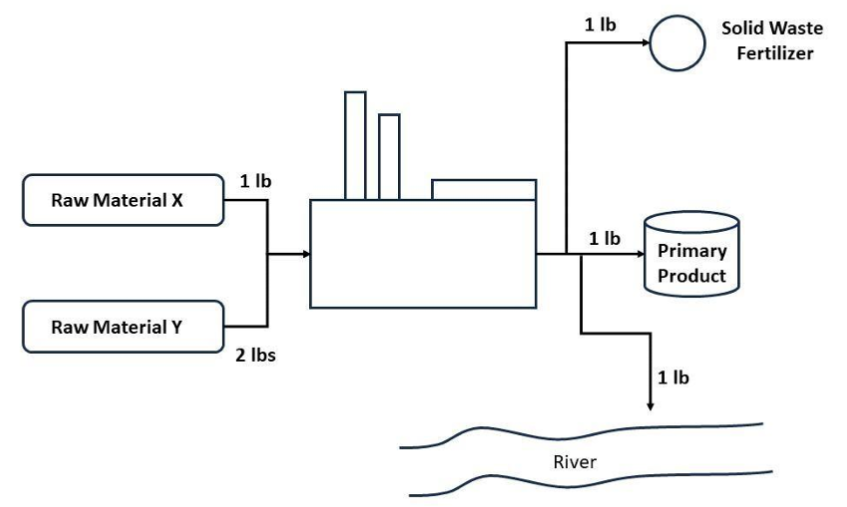 1 lb
Solid Waste
Fertilizer
1 lb
Raw Material X
1 lb
Primary
Product
Raw Material Y
2 lbs
1 lb
River